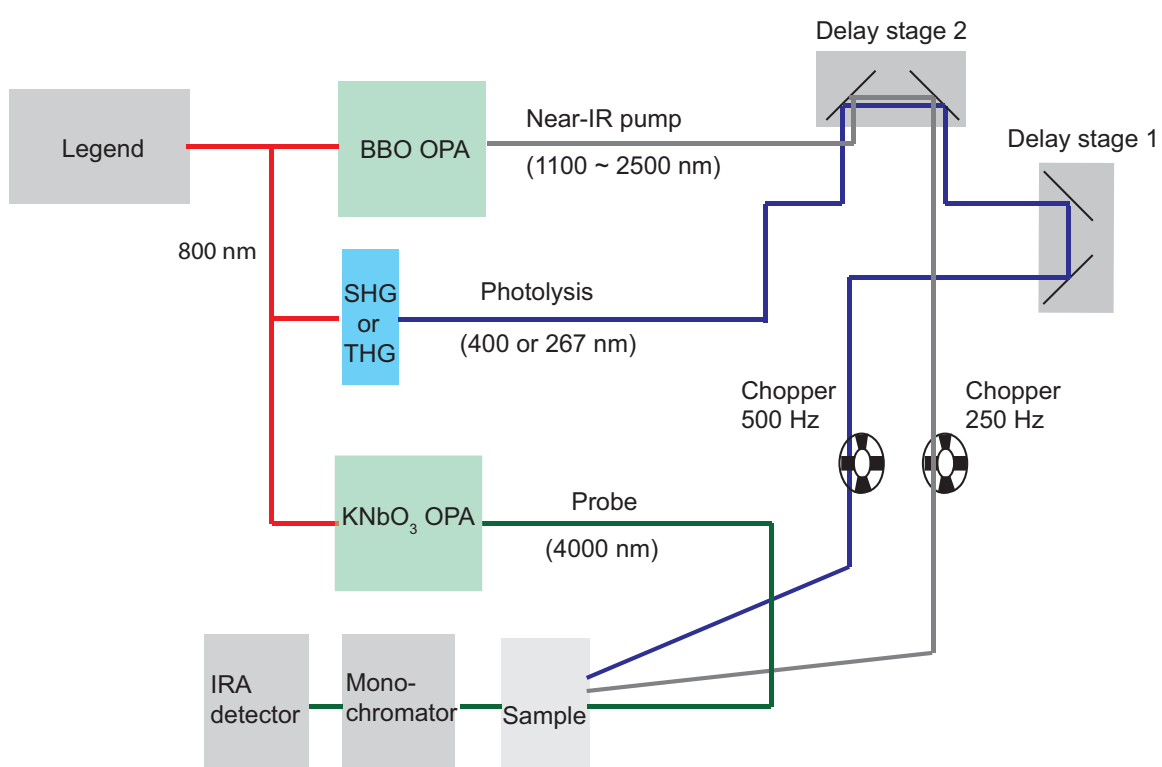 Delay stage 2
Near-IR pump
Legend
BBO OPA
(1100 ~ 2500 nm)
Delay stage 1
800 nm
SHG
or
THG
Photolysis
(400 or 267 nm)
Chopper
500 Hz
Chopper
250 Hz
KNbO₃ OPA
Probe
(4000 nm)
IRA
detector
Mono-
chromator
Sample